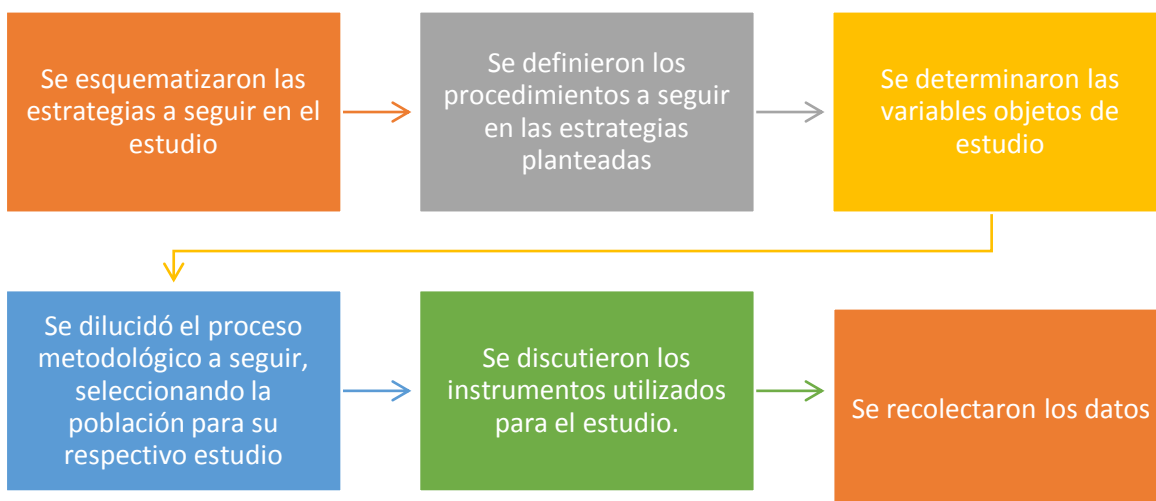 Se esquematizaron las
estrategias a seguir en el
estudio
Se definieron los
procedimientos a seguir
en las estrategias
planteadas
Se determinaron las
variables objetos de
estudio
Se dilucidó el proceso
metodológico a seguir,
seleccionando la
población para su
respectivo estudio
Se discutieron los
instrumentos utilizados
para el estudio.
Se recolectaron los datos